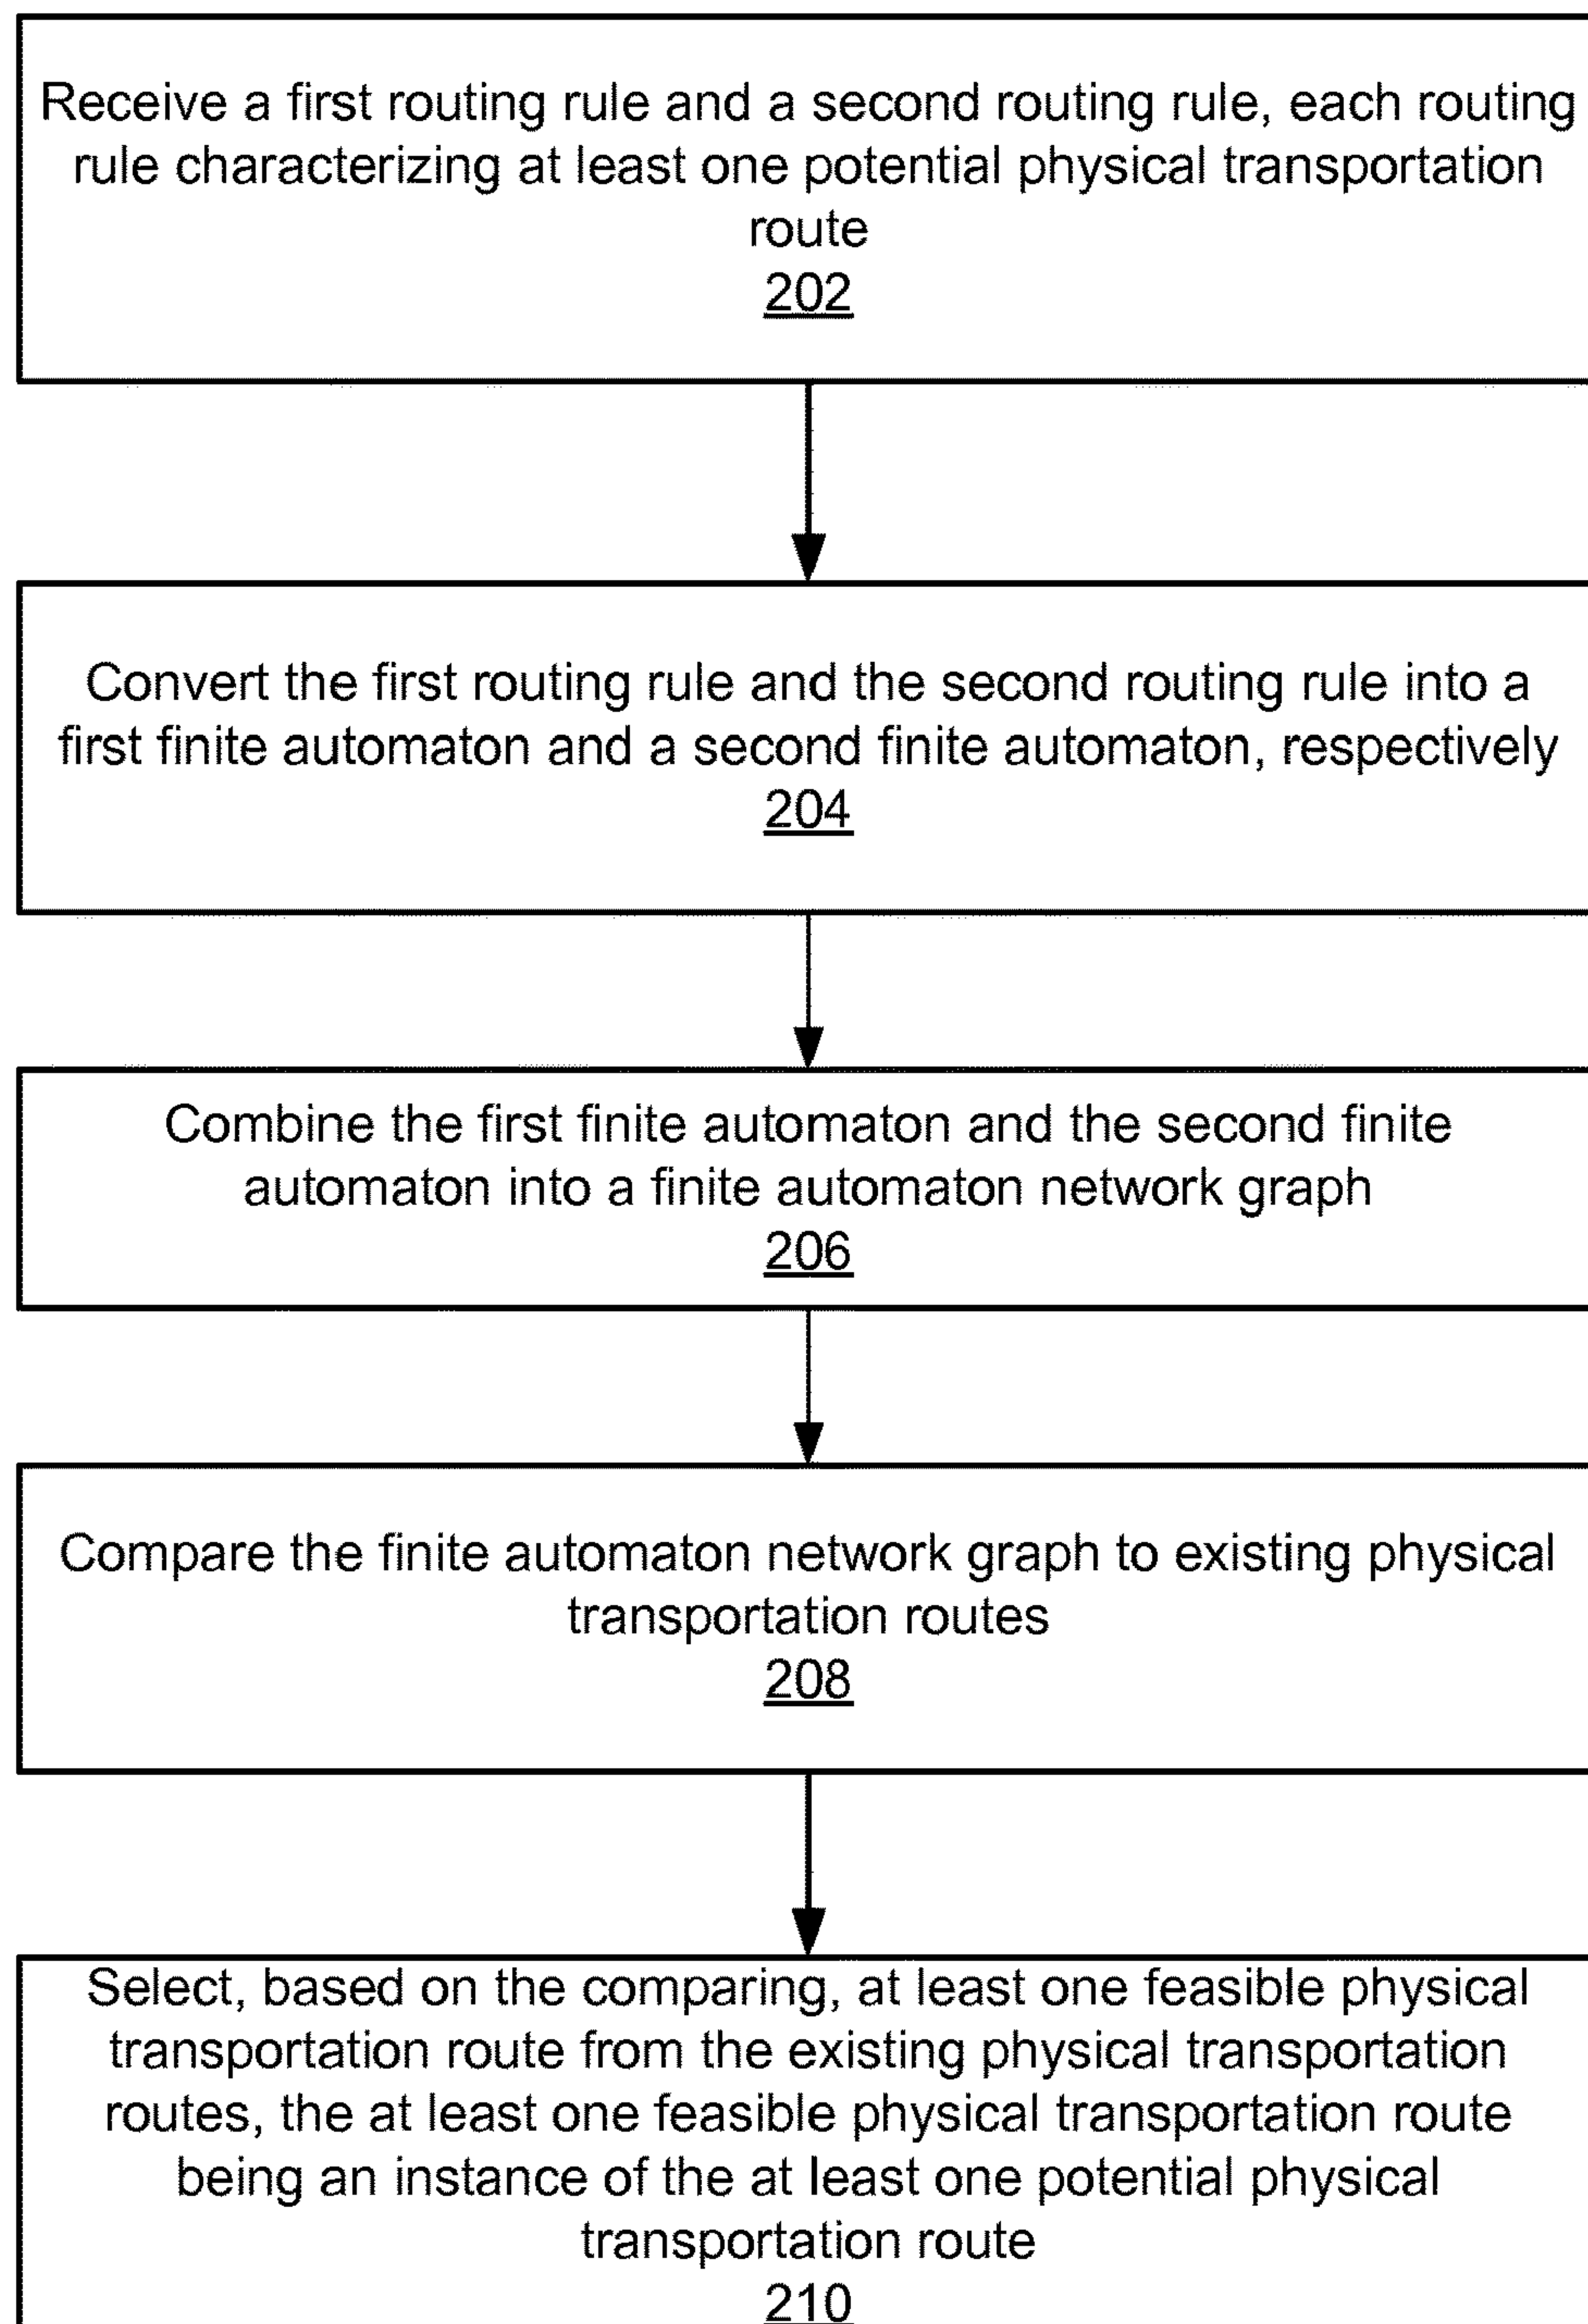 Receive a first routing rule and a second routing rule, each routing
rule characterizing at least one potential physical transportation
route
202
Convert the first routing rule and the second routing rule into a
first finite automaton and a second finite automaton, respectively
204
Combine the first finite automaton and the second finite
automaton into a finite automaton network graph
206
Compare the finite automaton network graph to existing physical
transportation routes
208
Select, based on the comparing, at least one feasible physical
transportation route from the existing physical transportation
routes, the at least one feasible physical transportation route
being an instance of the at least one potential physical
transportation route
210